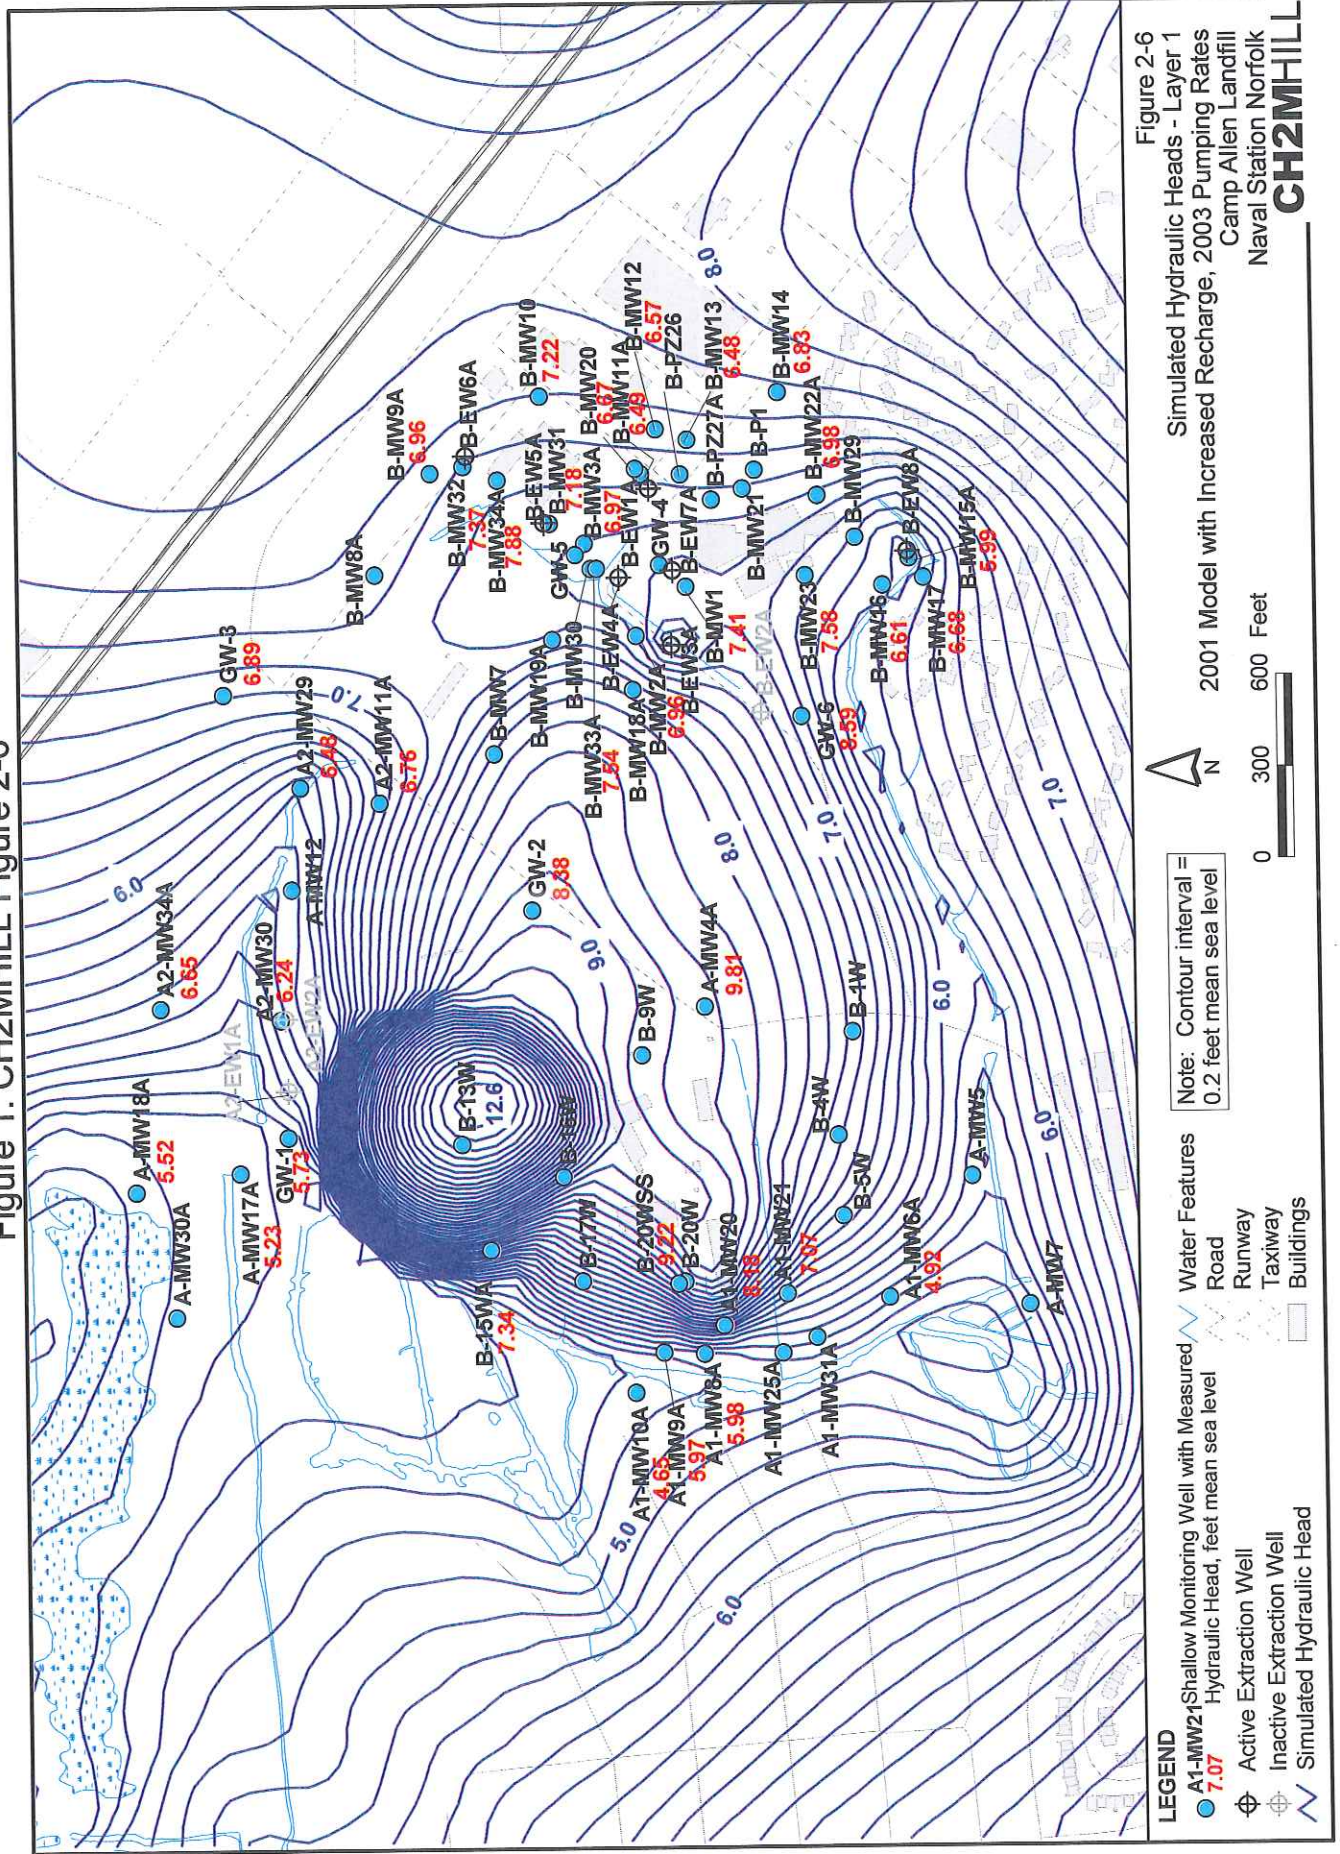 Figure 1. CH2MHILL Figure 2-6
A-MW30A
A-MW18A
5.52
A2-MW34A
6.65
6.0
GW-3
6.89
A-MW17A
5.23
GW-1
5.73
A2-EW1A
A2-MW30
6.24
A2-EW2A
A-MW12
A2-MW29
6.48
7.0
A2-MW11A
6.76
B-MW8A
B-MW9A
6.96
B-MW32
7.37
B-EW6A
B-MW34A
7.88
B-MW10
7.22
B-EW5A
B-MW31
7.18
B-MW20
6.67
B-MW3A
6.97
B-MW11A
6.49
B-MW12
6.57
B-15WA
7.34
B-13W
12.6
B-16W
GW-2
8.38
9.0
B-MW7
B-MW19A
B-MW30
GW-5
B-EW1A
GW-4
B-PZ26
B-MW33A
7.54
B-EW4A
B-EW7A
B-PZ27A
B-MW13
6.48
B-17W
B-20WSS
9.22
B-20W
B-9W
A-MW4A
9.81
8.0
B-MW18A
B-MW2A
6.96
B-EW3A
B-MW1
7.41
B-EW2A
B-MW21
B-P1
8.0
B-MW14
6.83
A1-MW10A
4.65
A1-MW9A
5.97
A1-MW8A
5.98
5.0
6.0
A1-MW20
8.18
A1-MW21
7.07
A1-MW25A
A1-MW31A
B-5W
B-4W
B-1W
7.0
GW-6
8.59
B-MW23
7.58
B-MW22A
6.98
B-MW29
B-EW8A
B-MW16
6.61
B-MW17
6.68
B-MW15A
5.99
A1-MW6A
4.92
A-MW5
6.0
A-MW7
6.0
7.0
LEGEND
A1-MW21 Shallow Monitoring Well with Measured
7.07 Hydraulic Head, feet mean sea level
Active Extraction Well
Inactive Extraction Well
Simulated Hydraulic Head
Water Features
Road
Runway
Taxiway
Buildings
Note: Contour interval =
0.2 feet mean sea level
N
0 300 600 Feet
Figure 2-6
Simulated Hydraulic Heads - Layer 1
2001 Model with Increased Recharge, 2003 Pumping Rates
Camp Allen Landfill
Naval Station Norfolk
CH2MHILL